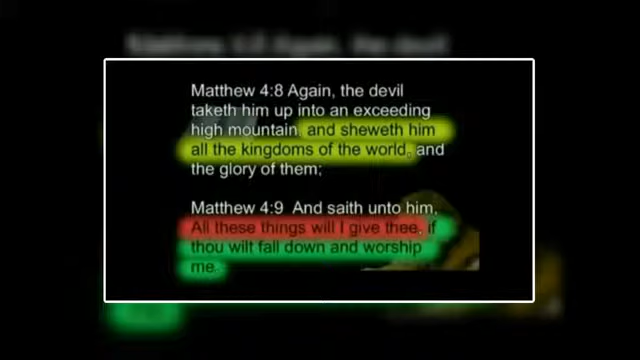 Matthew 4:8 Again, the devil
taketh him up into an exceeding
high mountain, and sheweth him
all the kingdoms of the world, and
the glory of them;
Matthew 4:9 And saith unto him,
All these things will I give thee, if
thou wilt fall down and worship
me.